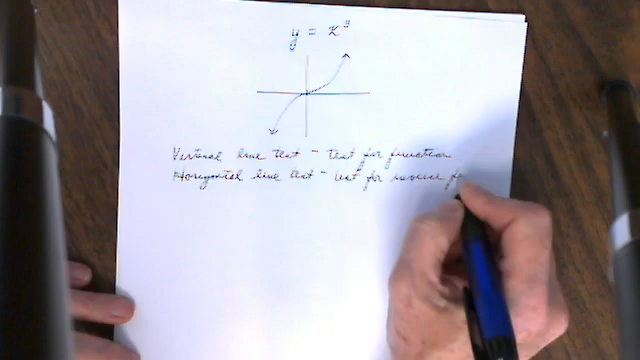 y = x³
Vertical line test - test for function
Horizontal line test - test for inverse f